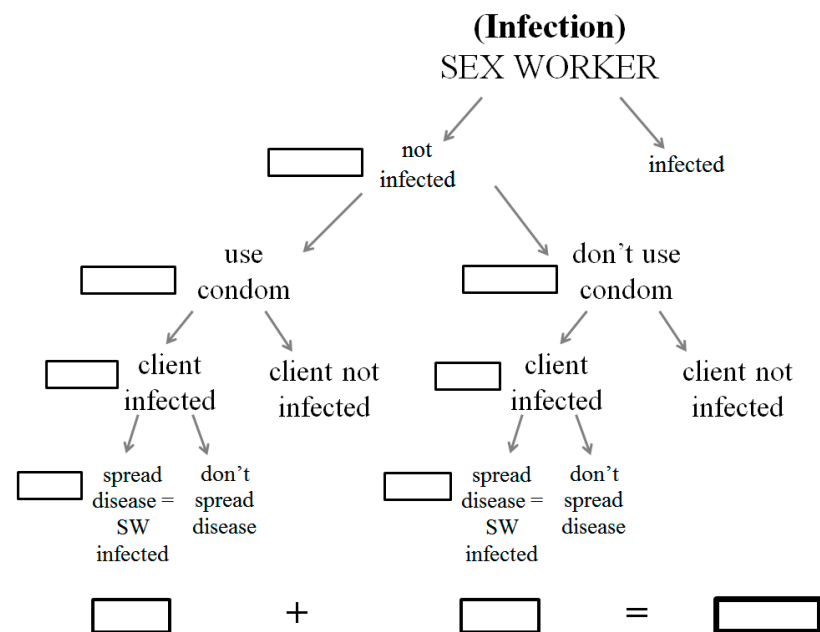 (Infection)
SEX WORKER
not
infected
infected
use
condom
don't use
condom
client
infected
client not
infected
client
infected
client not
infected
spread
disease =
SW
infected
don't
spread
disease
spread
disease =
SW
infected
don't
spread
disease
+ =